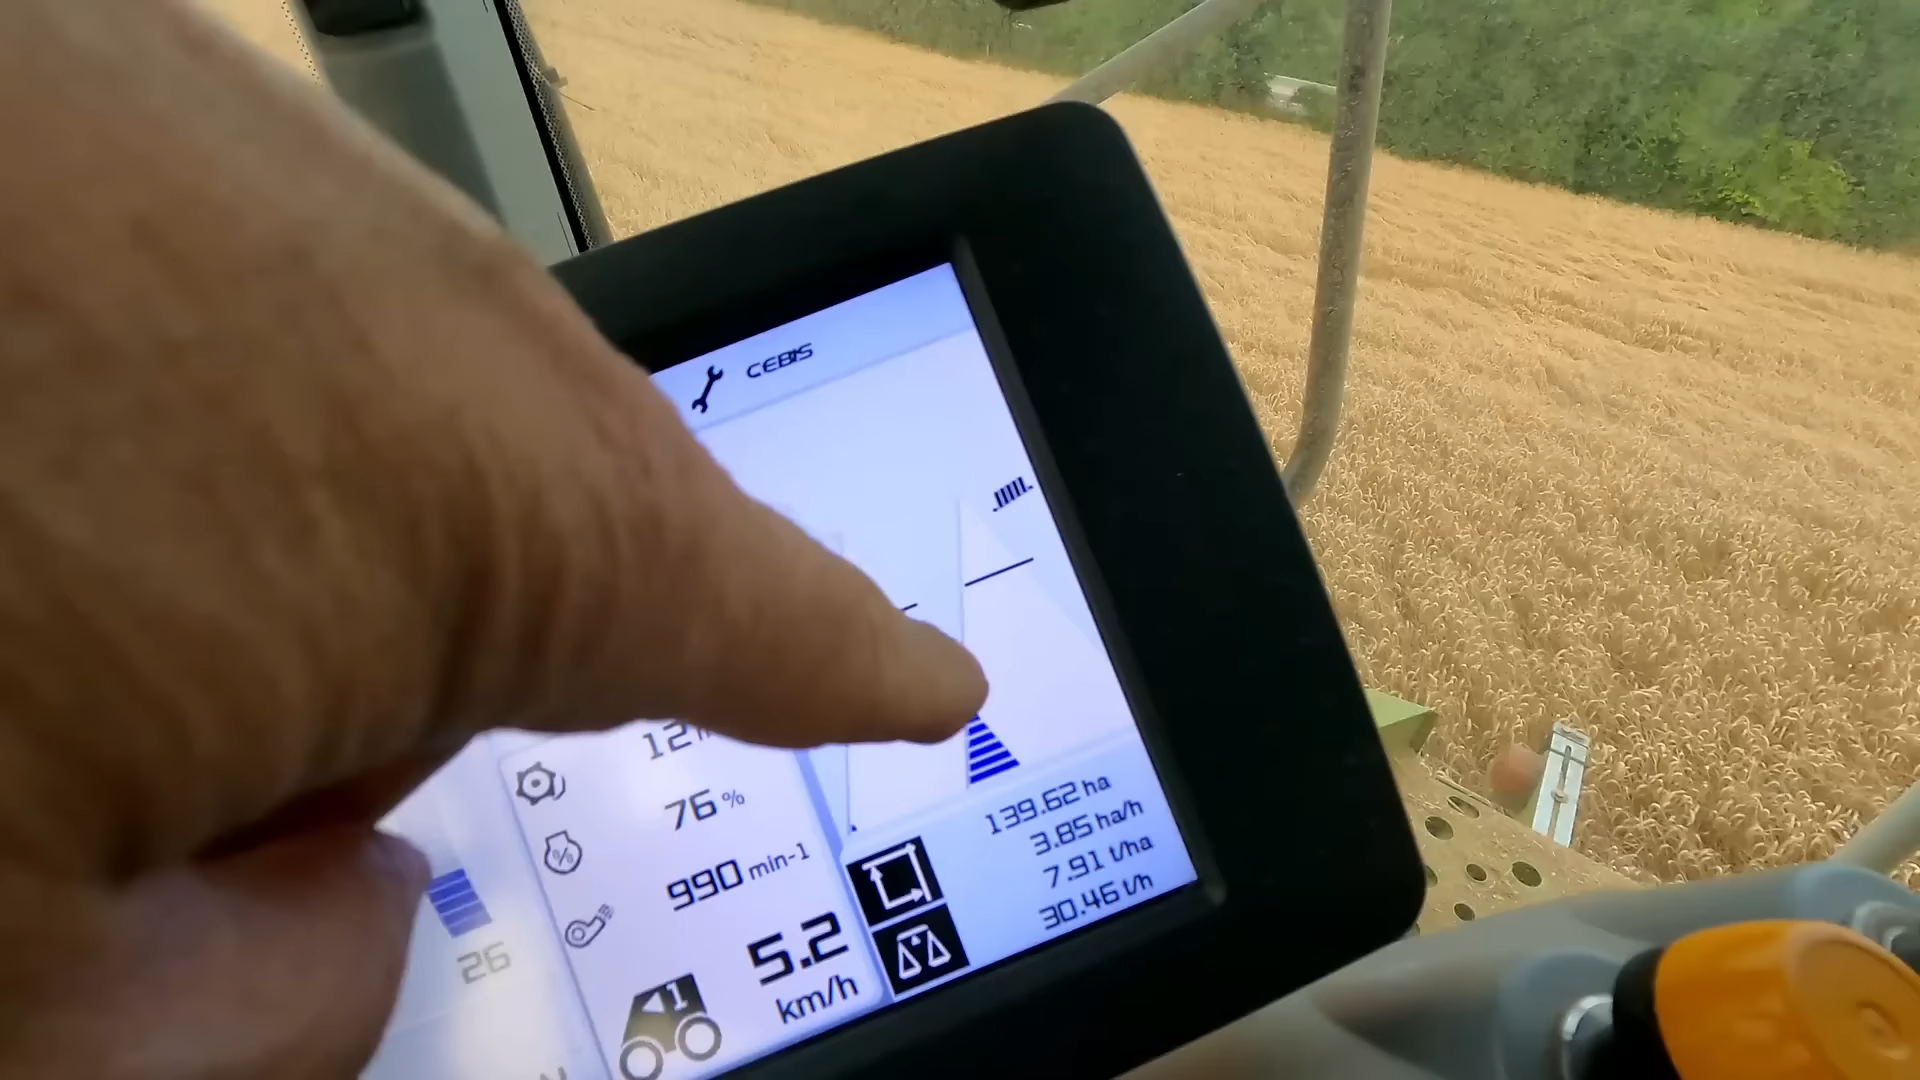 CEBIS
12
76 %
990 min-1
5.2
km/h
1
26
139.62 ha
3.85 ha/h
7.91 t/ha
30.46 t/h